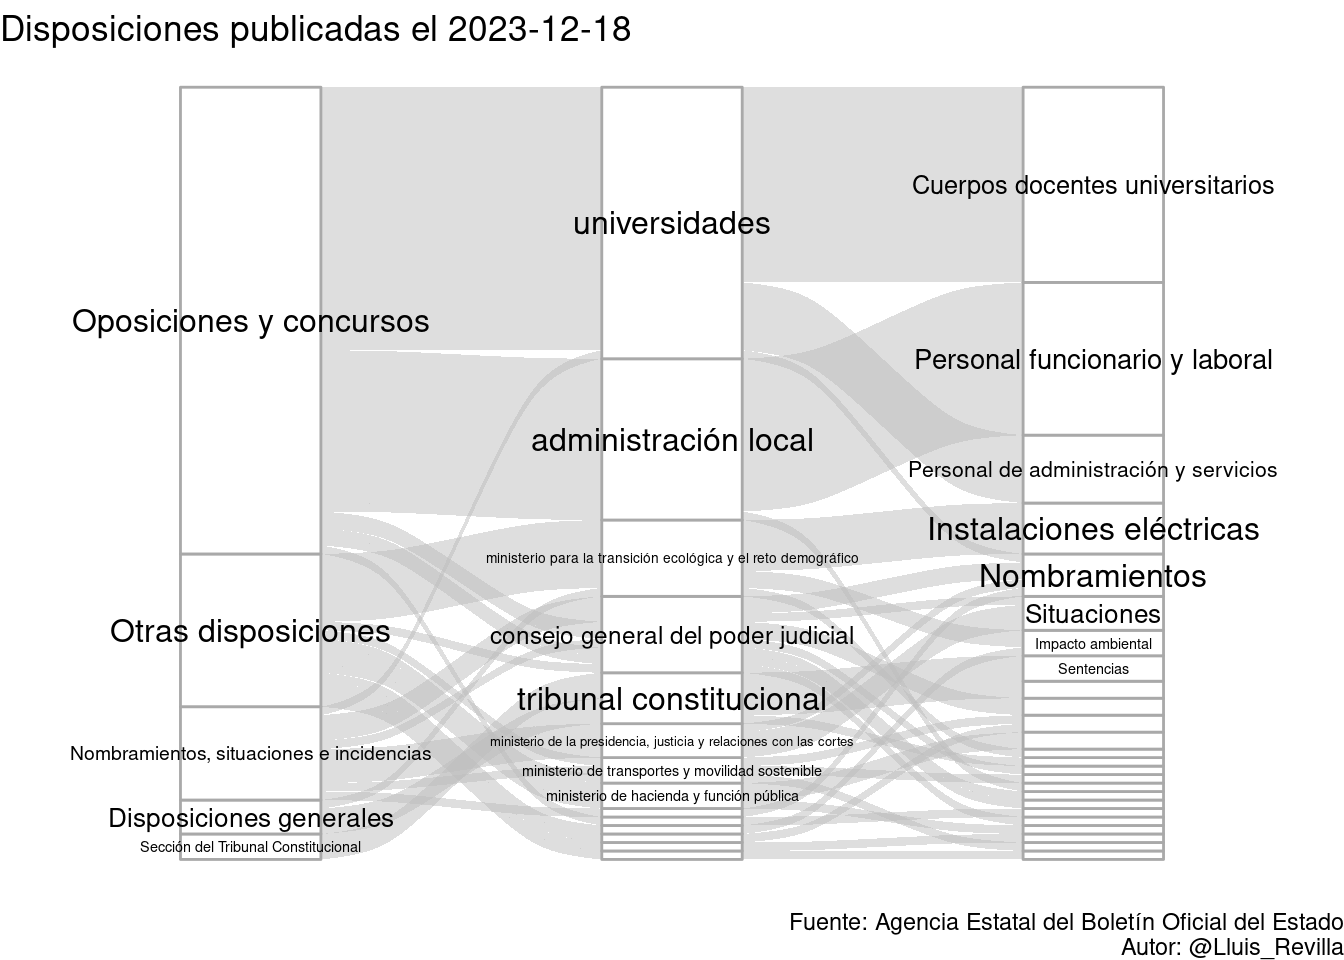 Disposiciones publicadas el 2023-12-18
Oposiciones y concursos
Otras disposiciones
Nombramientos, situaciones e incidencias
Disposiciones generales
Sección del Tribunal Constitucional
universidades
administración local
ministerio para la transición ecológica y el reto demográfico
consejo general del poder judicial
tribunal constitucional
ministerio de la presidencia, justicia y relaciones con las cortes
ministerio de transportes y movilidad sostenible
ministerio de hacienda y función pública
Cuerpos docentes universitarios
Personal funcionario y laboral
Personal de administración y servicios
Instalaciones eléctricas
Nombramientos
Situaciones
Impacto ambiental
Sentencias
Fuente: Agencia Estatal del Boletín Oficial del Estado
Autor: @Lluis_Revilla